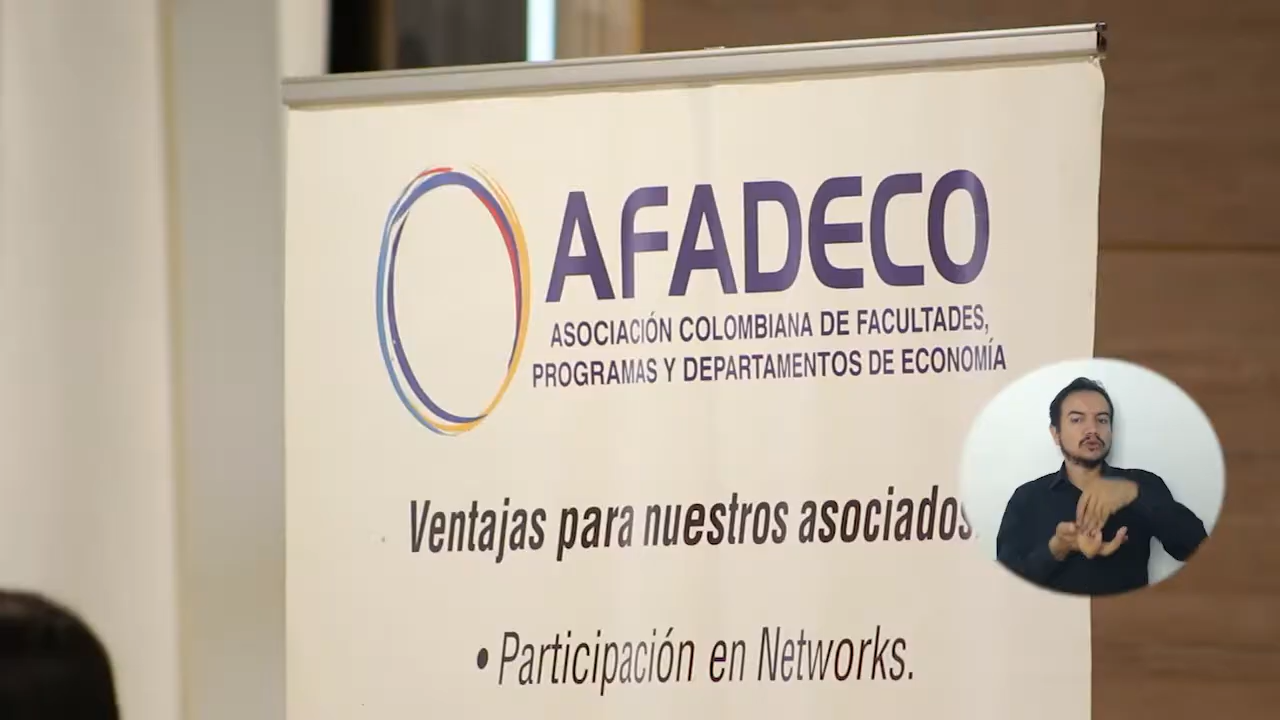 AFADECO
ASOCIACIÓN COLOMBIANA DE FACULTADES,
PROGRAMAS Y DEPARTAMENTOS DE ECONOMÍA
Ventajas para nuestros asociados
• Participación en Networks.